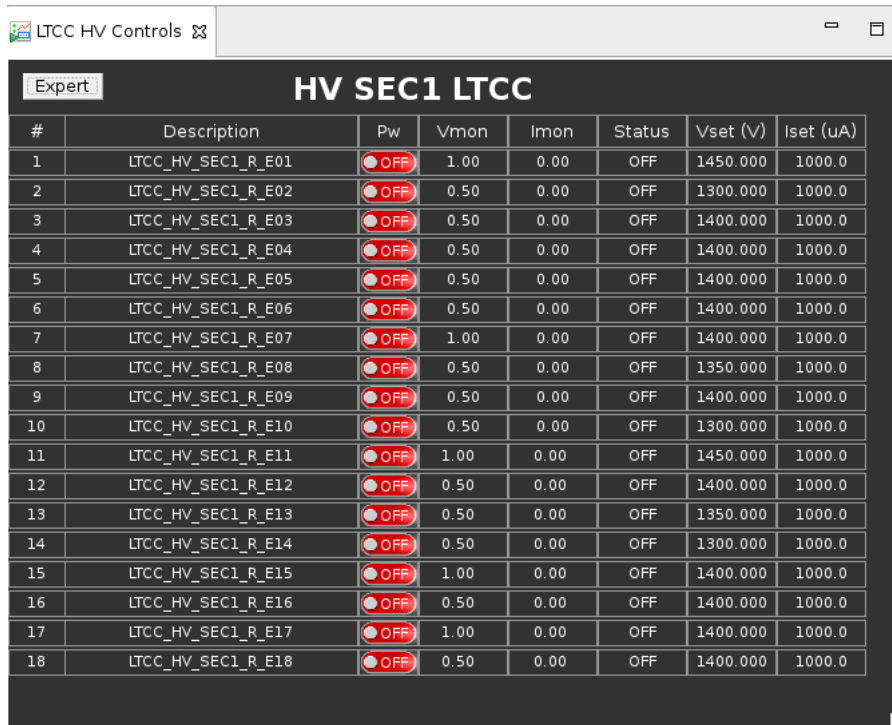 LTCC HV Controls
Expert
HV SEC1 LTCC
# Description Pw Vmon Imon Status Vset (V) Iset (uA)
1 LTCC_HV_SEC1_R_E01 OFF 1.00 0.00 OFF 1450.000 1000.0
2 LTCC_HV_SEC1_R_E02 OFF 0.50 0.00 OFF 1300.000 1000.0
3 LTCC_HV_SEC1_R_E03 OFF 0.50 0.00 OFF 1400.000 1000.0
4 LTCC_HV_SEC1_R_E04 OFF 0.50 0.00 OFF 1400.000 1000.0
5 LTCC_HV_SEC1_R_E05 OFF 0.50 0.00 OFF 1400.000 1000.0
6 LTCC_HV_SEC1_R_E06 OFF 0.50 0.00 OFF 1400.000 1000.0
7 LTCC_HV_SEC1_R_E07 OFF 1.00 0.00 OFF 1400.000 1000.0
8 LTCC_HV_SEC1_R_E08 OFF 0.50 0.00 OFF 1350.000 1000.0
9 LTCC_HV_SEC1_R_E09 OFF 0.50 0.00 OFF 1400.000 1000.0
10 LTCC_HV_SEC1_R_E10 OFF 0.50 0.00 OFF 1300.000 1000.0
11 LTCC_HV_SEC1_R_E11 OFF 1.00 0.00 OFF 1450.000 1000.0
12 LTCC_HV_SEC1_R_E12 OFF 0.50 0.00 OFF 1400.000 1000.0
13 LTCC_HV_SEC1_R_E13 OFF 0.50 0.00 OFF 1350.000 1000.0
14 LTCC_HV_SEC1_R_E14 OFF 0.50 0.00 OFF 1300.000 1000.0
15 LTCC_HV_SEC1_R_E15 OFF 1.00 0.00 OFF 1400.000 1000.0
16 LTCC_HV_SEC1_R_E16 OFF 0.50 0.00 OFF 1400.000 1000.0
17 LTCC_HV_SEC1_R_E17 OFF 1.00 0.00 OFF 1400.000 1000.0
18 LTCC_HV_SEC1_R_E18 OFF 0.50 0.00 OFF 1400.000 1000.0